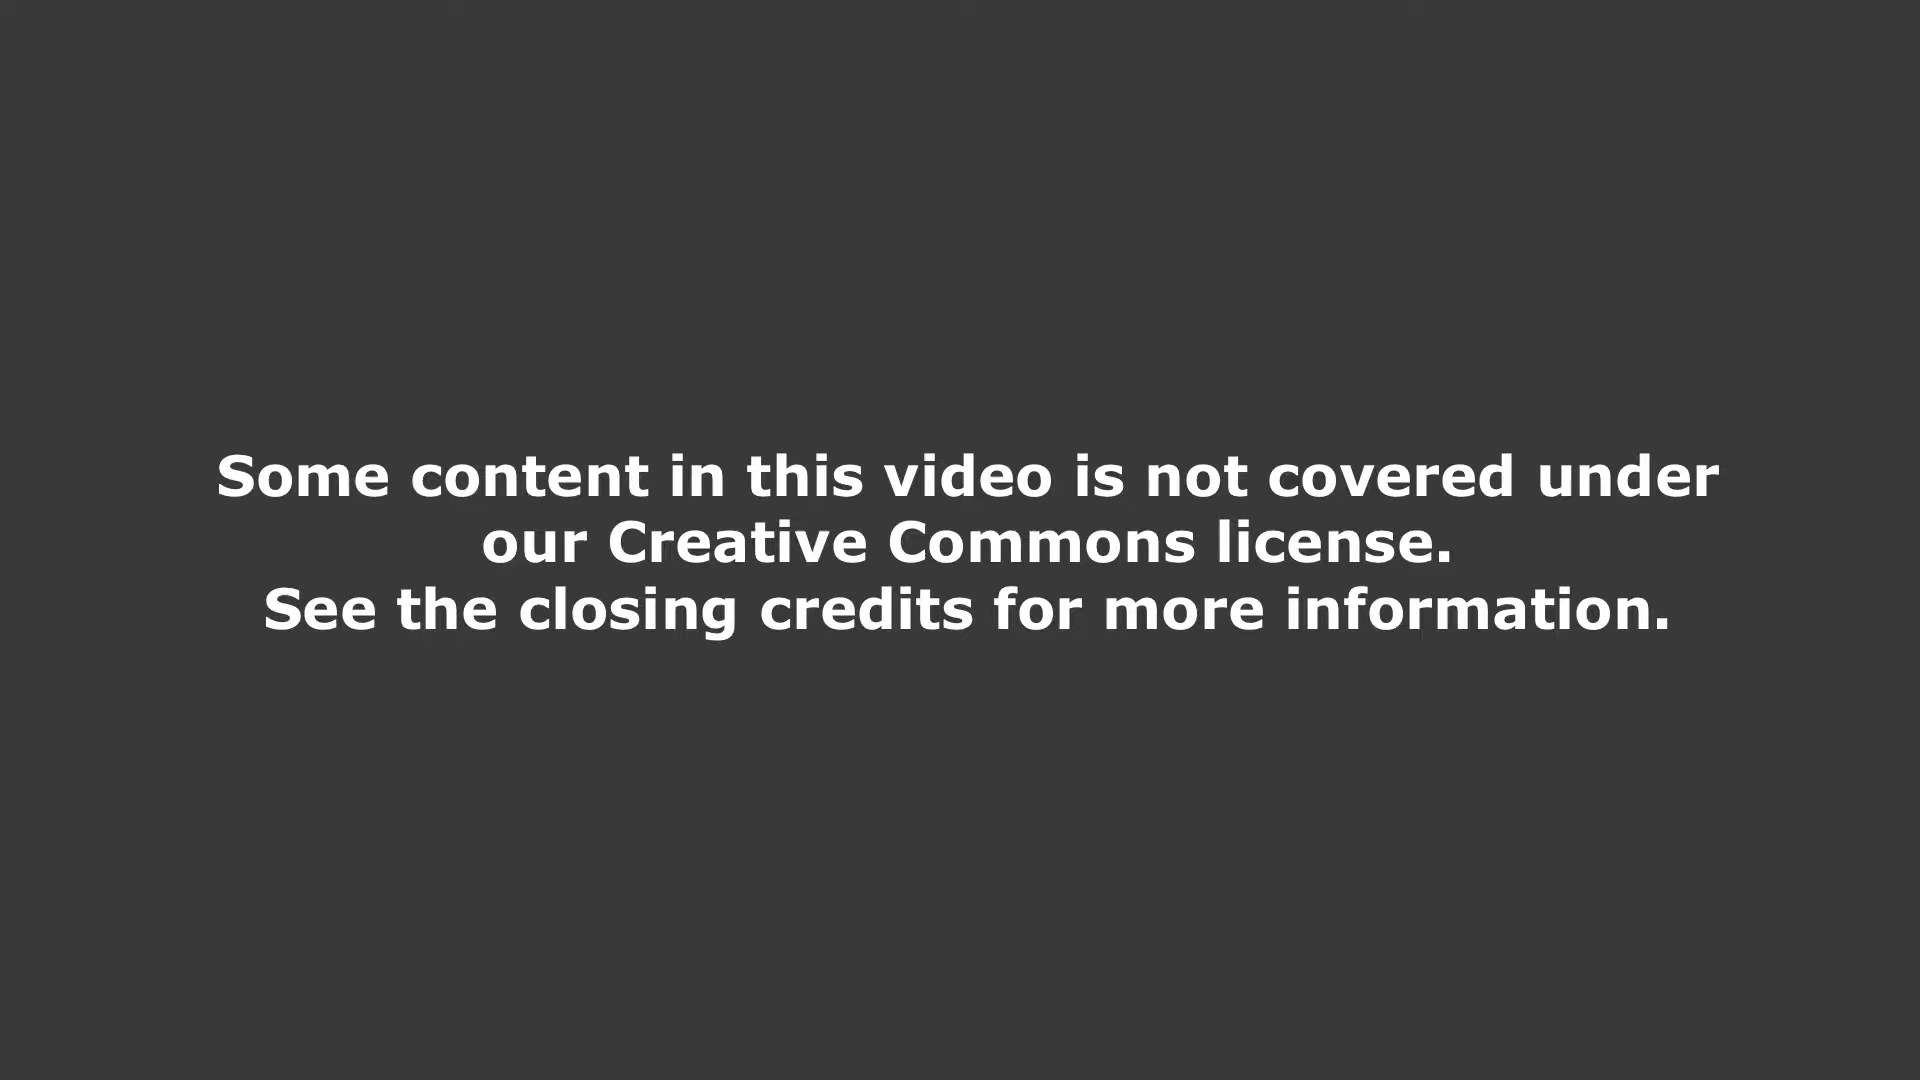 Some content in this video is not covered under
our Creative Commons license.
See the closing credits for more information.